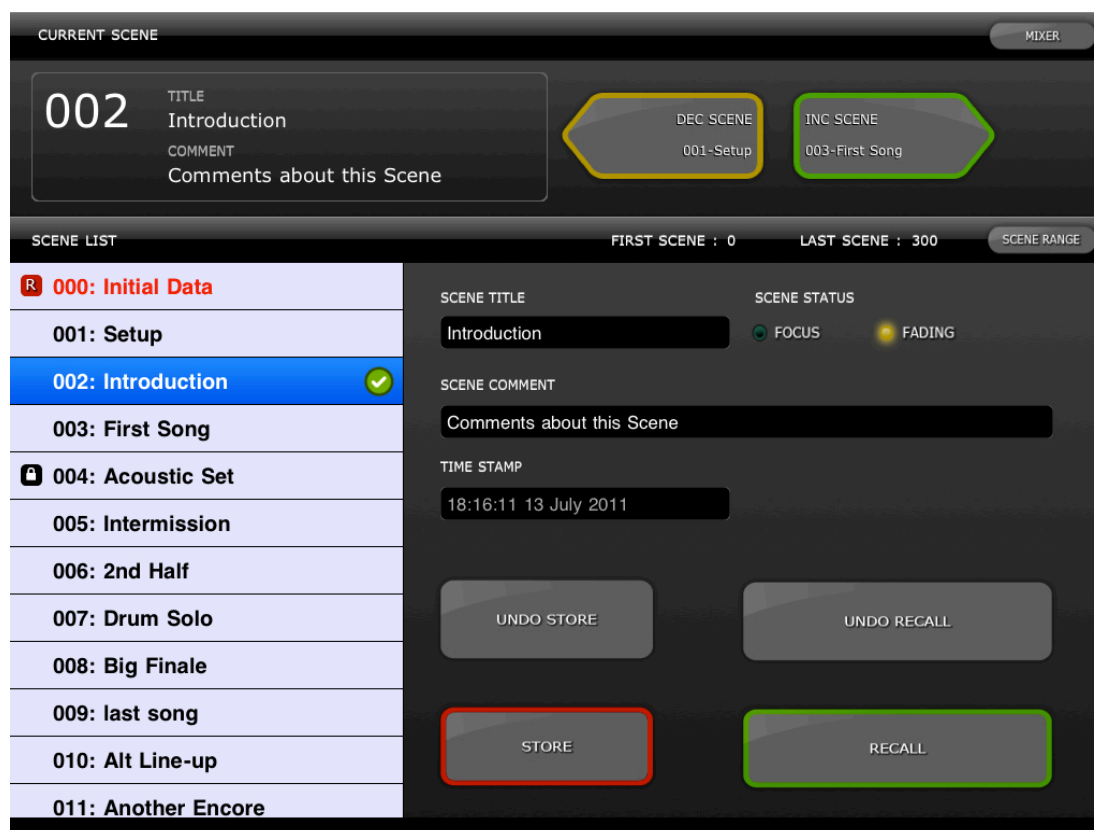 CURRENT SCENE
MIXER
002
TITLE
Introduction
COMMENT
Comments about this Scene
DEC SCENE
001-Setup
INC SCENE
003-First Song
SCENE LIST
FIRST SCENE : 0
LAST SCENE : 300
SCENE RANGE
R 000: Initial Data
001: Setup
002: Introduction
003: First Song
004: Acoustic Set
005: Intermission
006: 2nd Half
007: Drum Solo
008: Big Finale
009: last song
010: Alt Line-up
011: Another Encore
SCENE TITLE
Introduction
SCENE STATUS
FOCUS
FADING
SCENE COMMENT
Comments about this Scene
TIME STAMP
18:16:11 13 July 2011
UNDO STORE
UNDO RECALL
STORE
RECALL